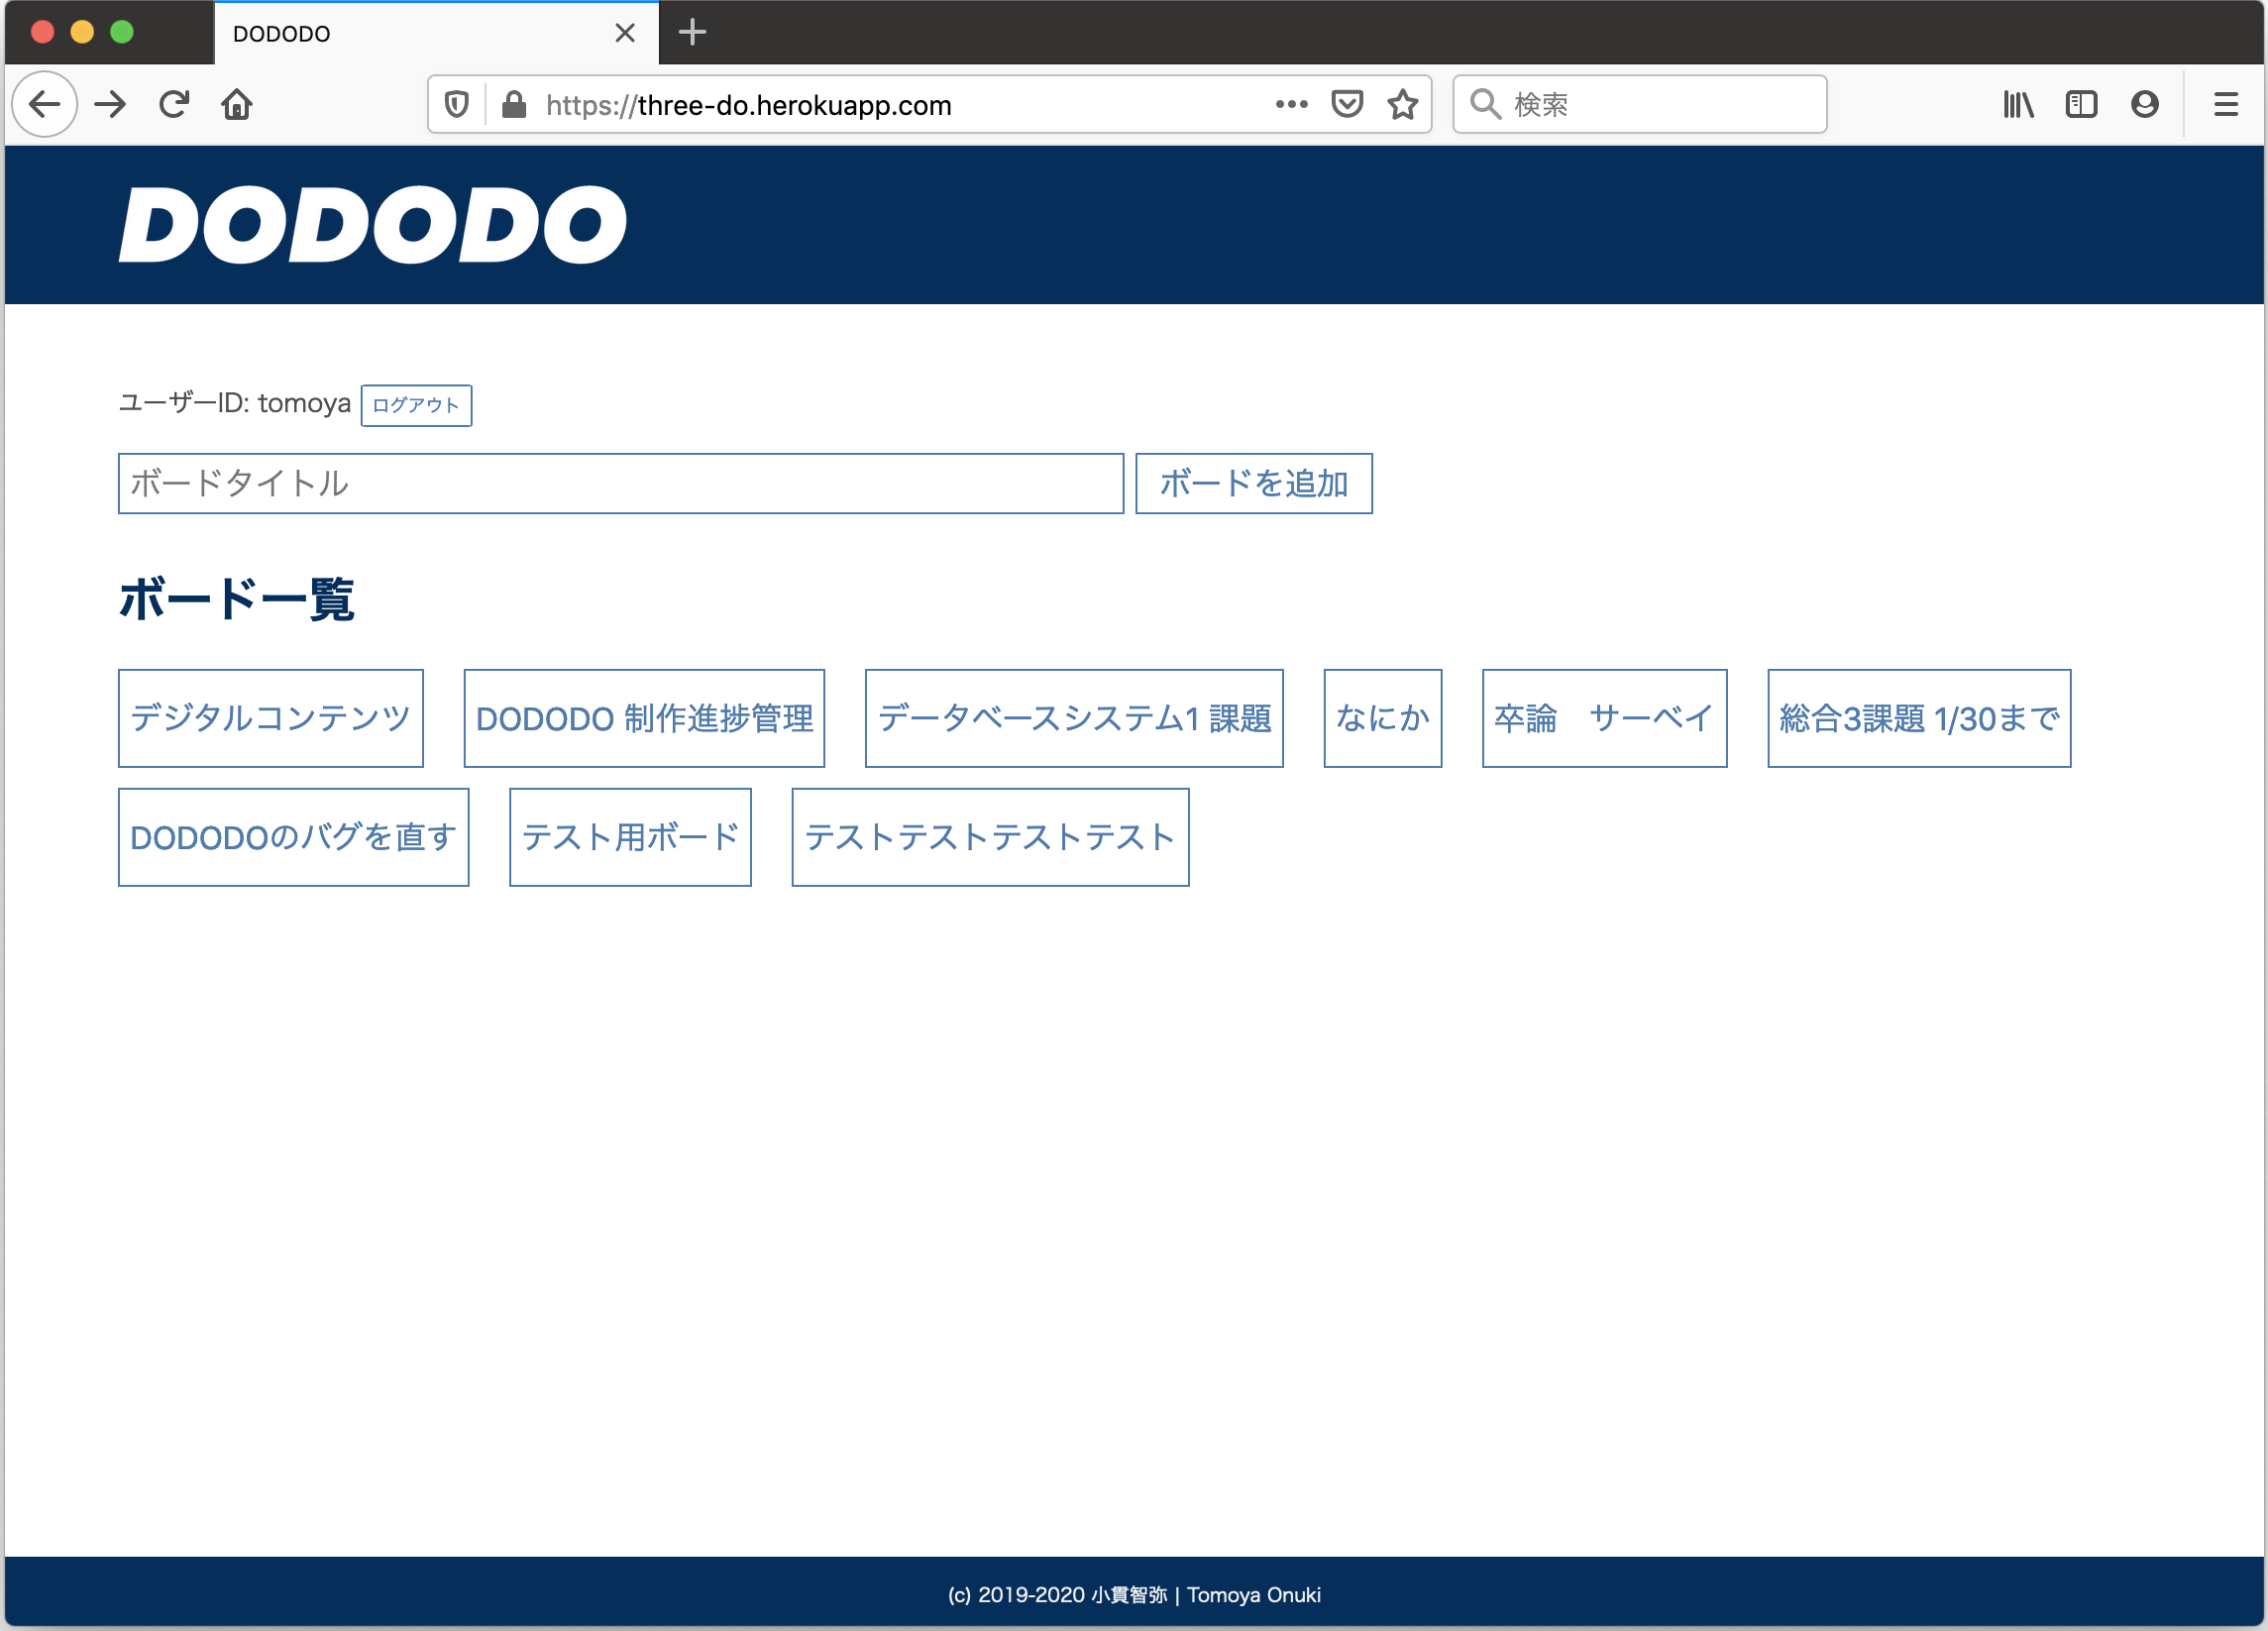 DODODO
https://three-do.herokuapp.com
検索
DODODO
ユーザーID: tomoya ログアウト
ボードタイトル ボードを追加
ボード一覧
デジタルコンテンツ DODODO 制作進捗管理 データベースシステム1 課題 なにか 卒論　サーベイ 総合3課題 1/30まで
DODODOのバグを直す テスト用ボード テストテストテストテスト
(c) 2019-2020 小貫智弥 | Tomoya Onuki